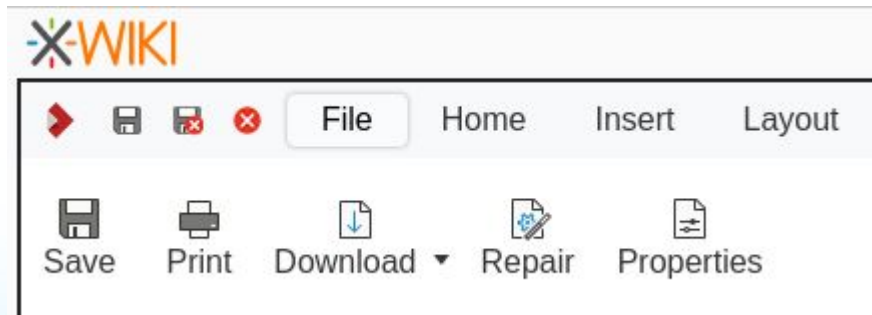 XWIKI
File Home Insert Layout
Save Print Download Repair Properties